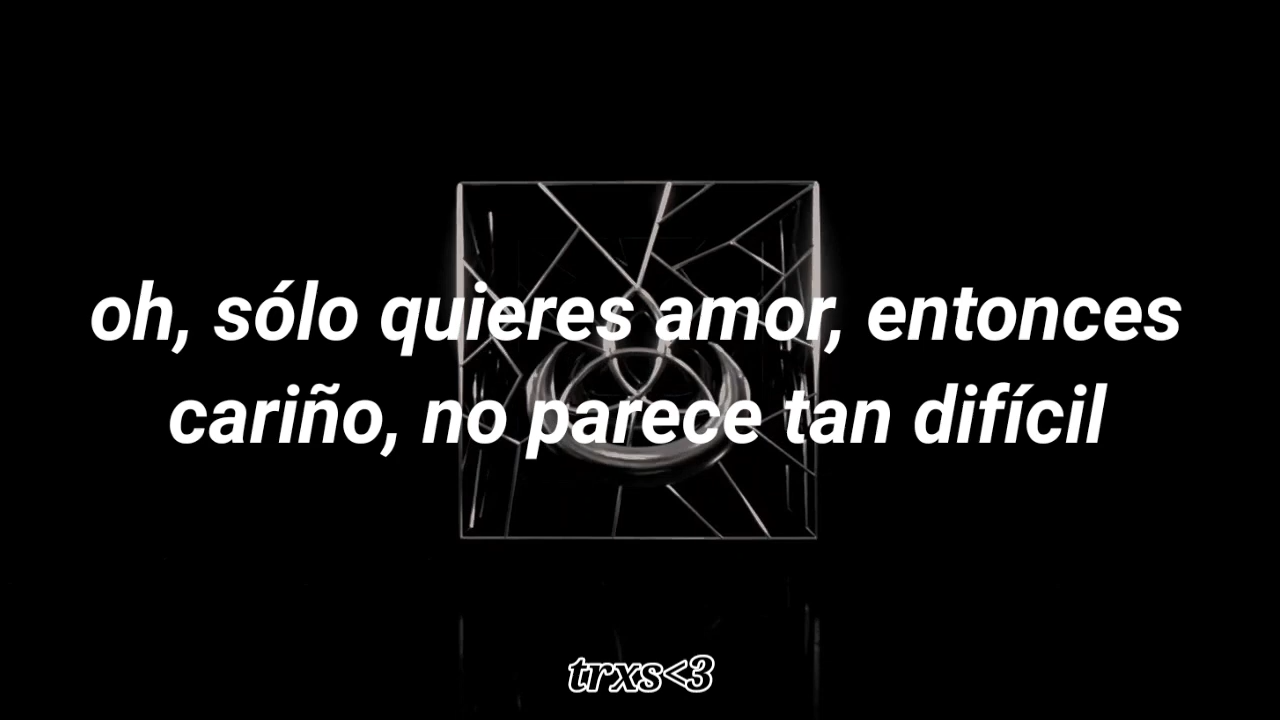 oh, sólo quieres amor, entonces
cariño, no parece tan difícil
trxs<3